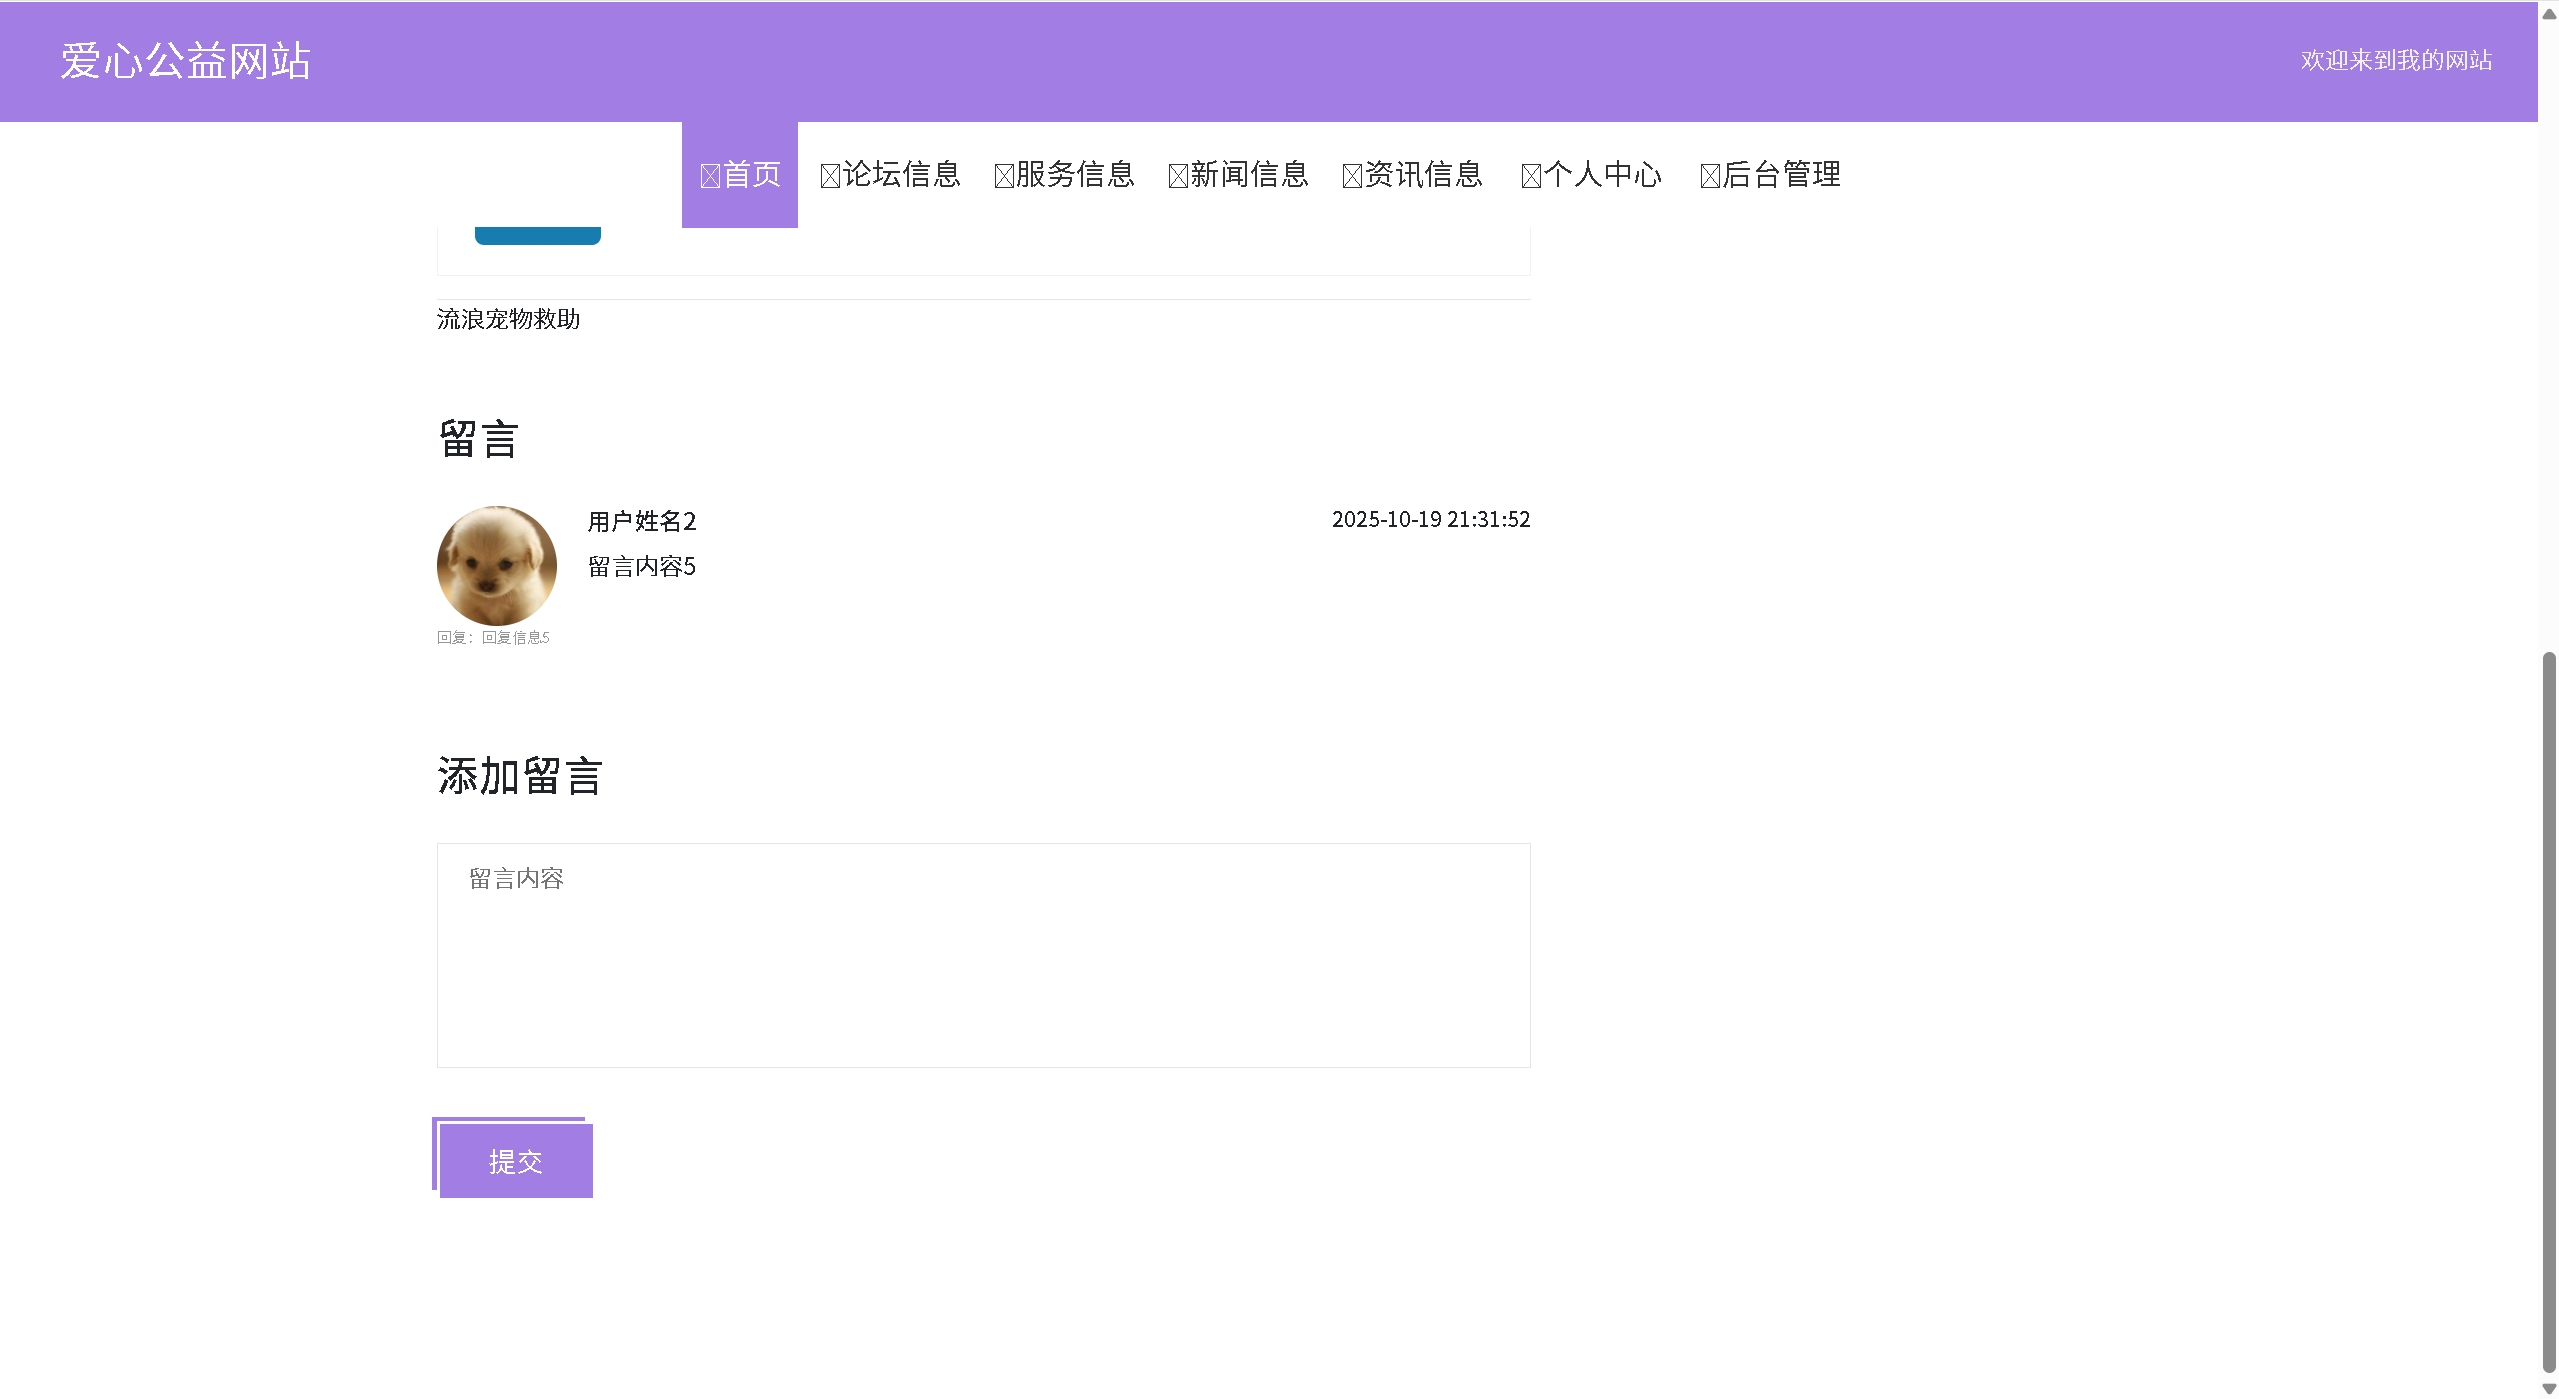 爱心公益网站
欢迎来到我的网站
首页 论坛信息 服务信息 新闻信息 资讯信息 个人中心 后台管理
流浪宠物救助
留言
用户姓名2
2025-10-19 21:31:52
留言内容5
回复：回复信息5
添加留言
留言内容
提交